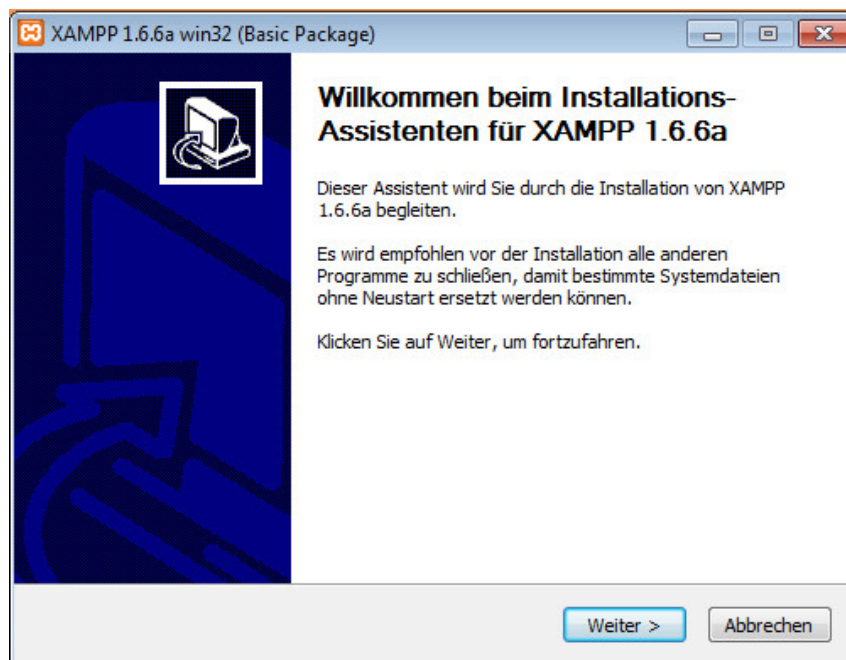 XAMPP 1.6.6a win32 (Basic Package)
Willkommen beim Installations-
Assistenten für XAMPP 1.6.6a
Dieser Assistent wird Sie durch die Installation von XAMPP
1.6.6a begleiten.
Es wird empfohlen vor der Installation alle anderen
Programme zu schließen, damit bestimmte Systemdateien
ohne Neustart ersetzt werden können.
Klicken Sie auf Weiter, um fortzufahren.
Weiter >
Abbrechen